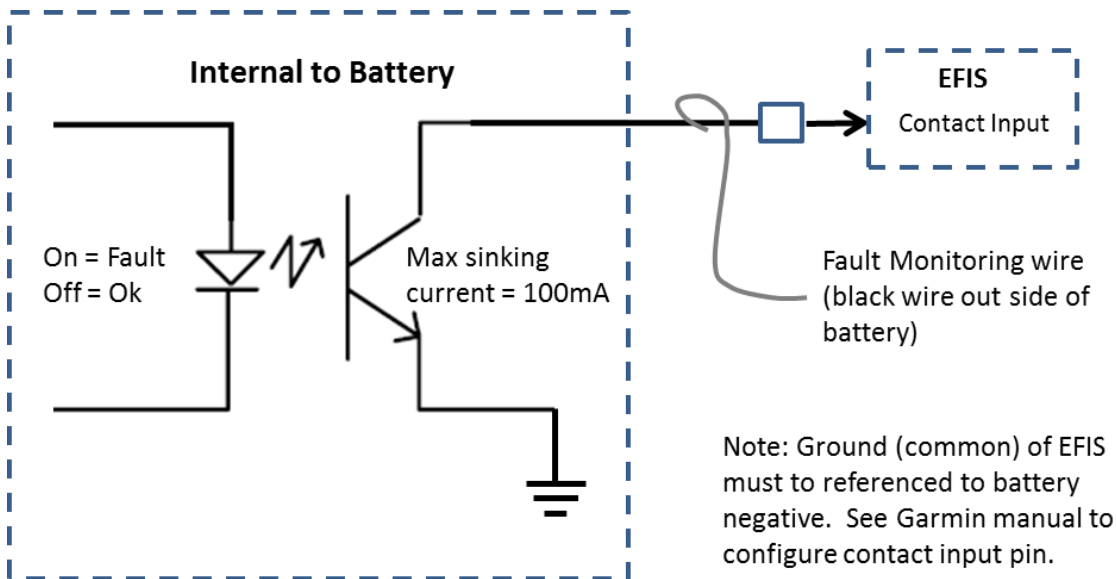 Internal to Battery
EFIS
Contact Input
On = Fault
Off = Ok
Max sinking
current = 100mA
Fault Monitoring wire
(black wire out side of
battery)
Note: Ground (common) of EFIS
must to referenced to battery
negative.  See Garmin manual to
configure contact input pin.